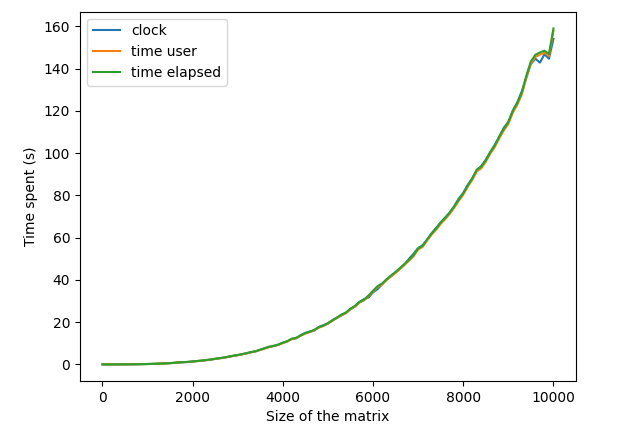 clock
time user
time elapsed
160
140
120
100
80
60
40
20
0
Time spent (s)
0 2000 4000 6000 8000 10000
Size of the matrix